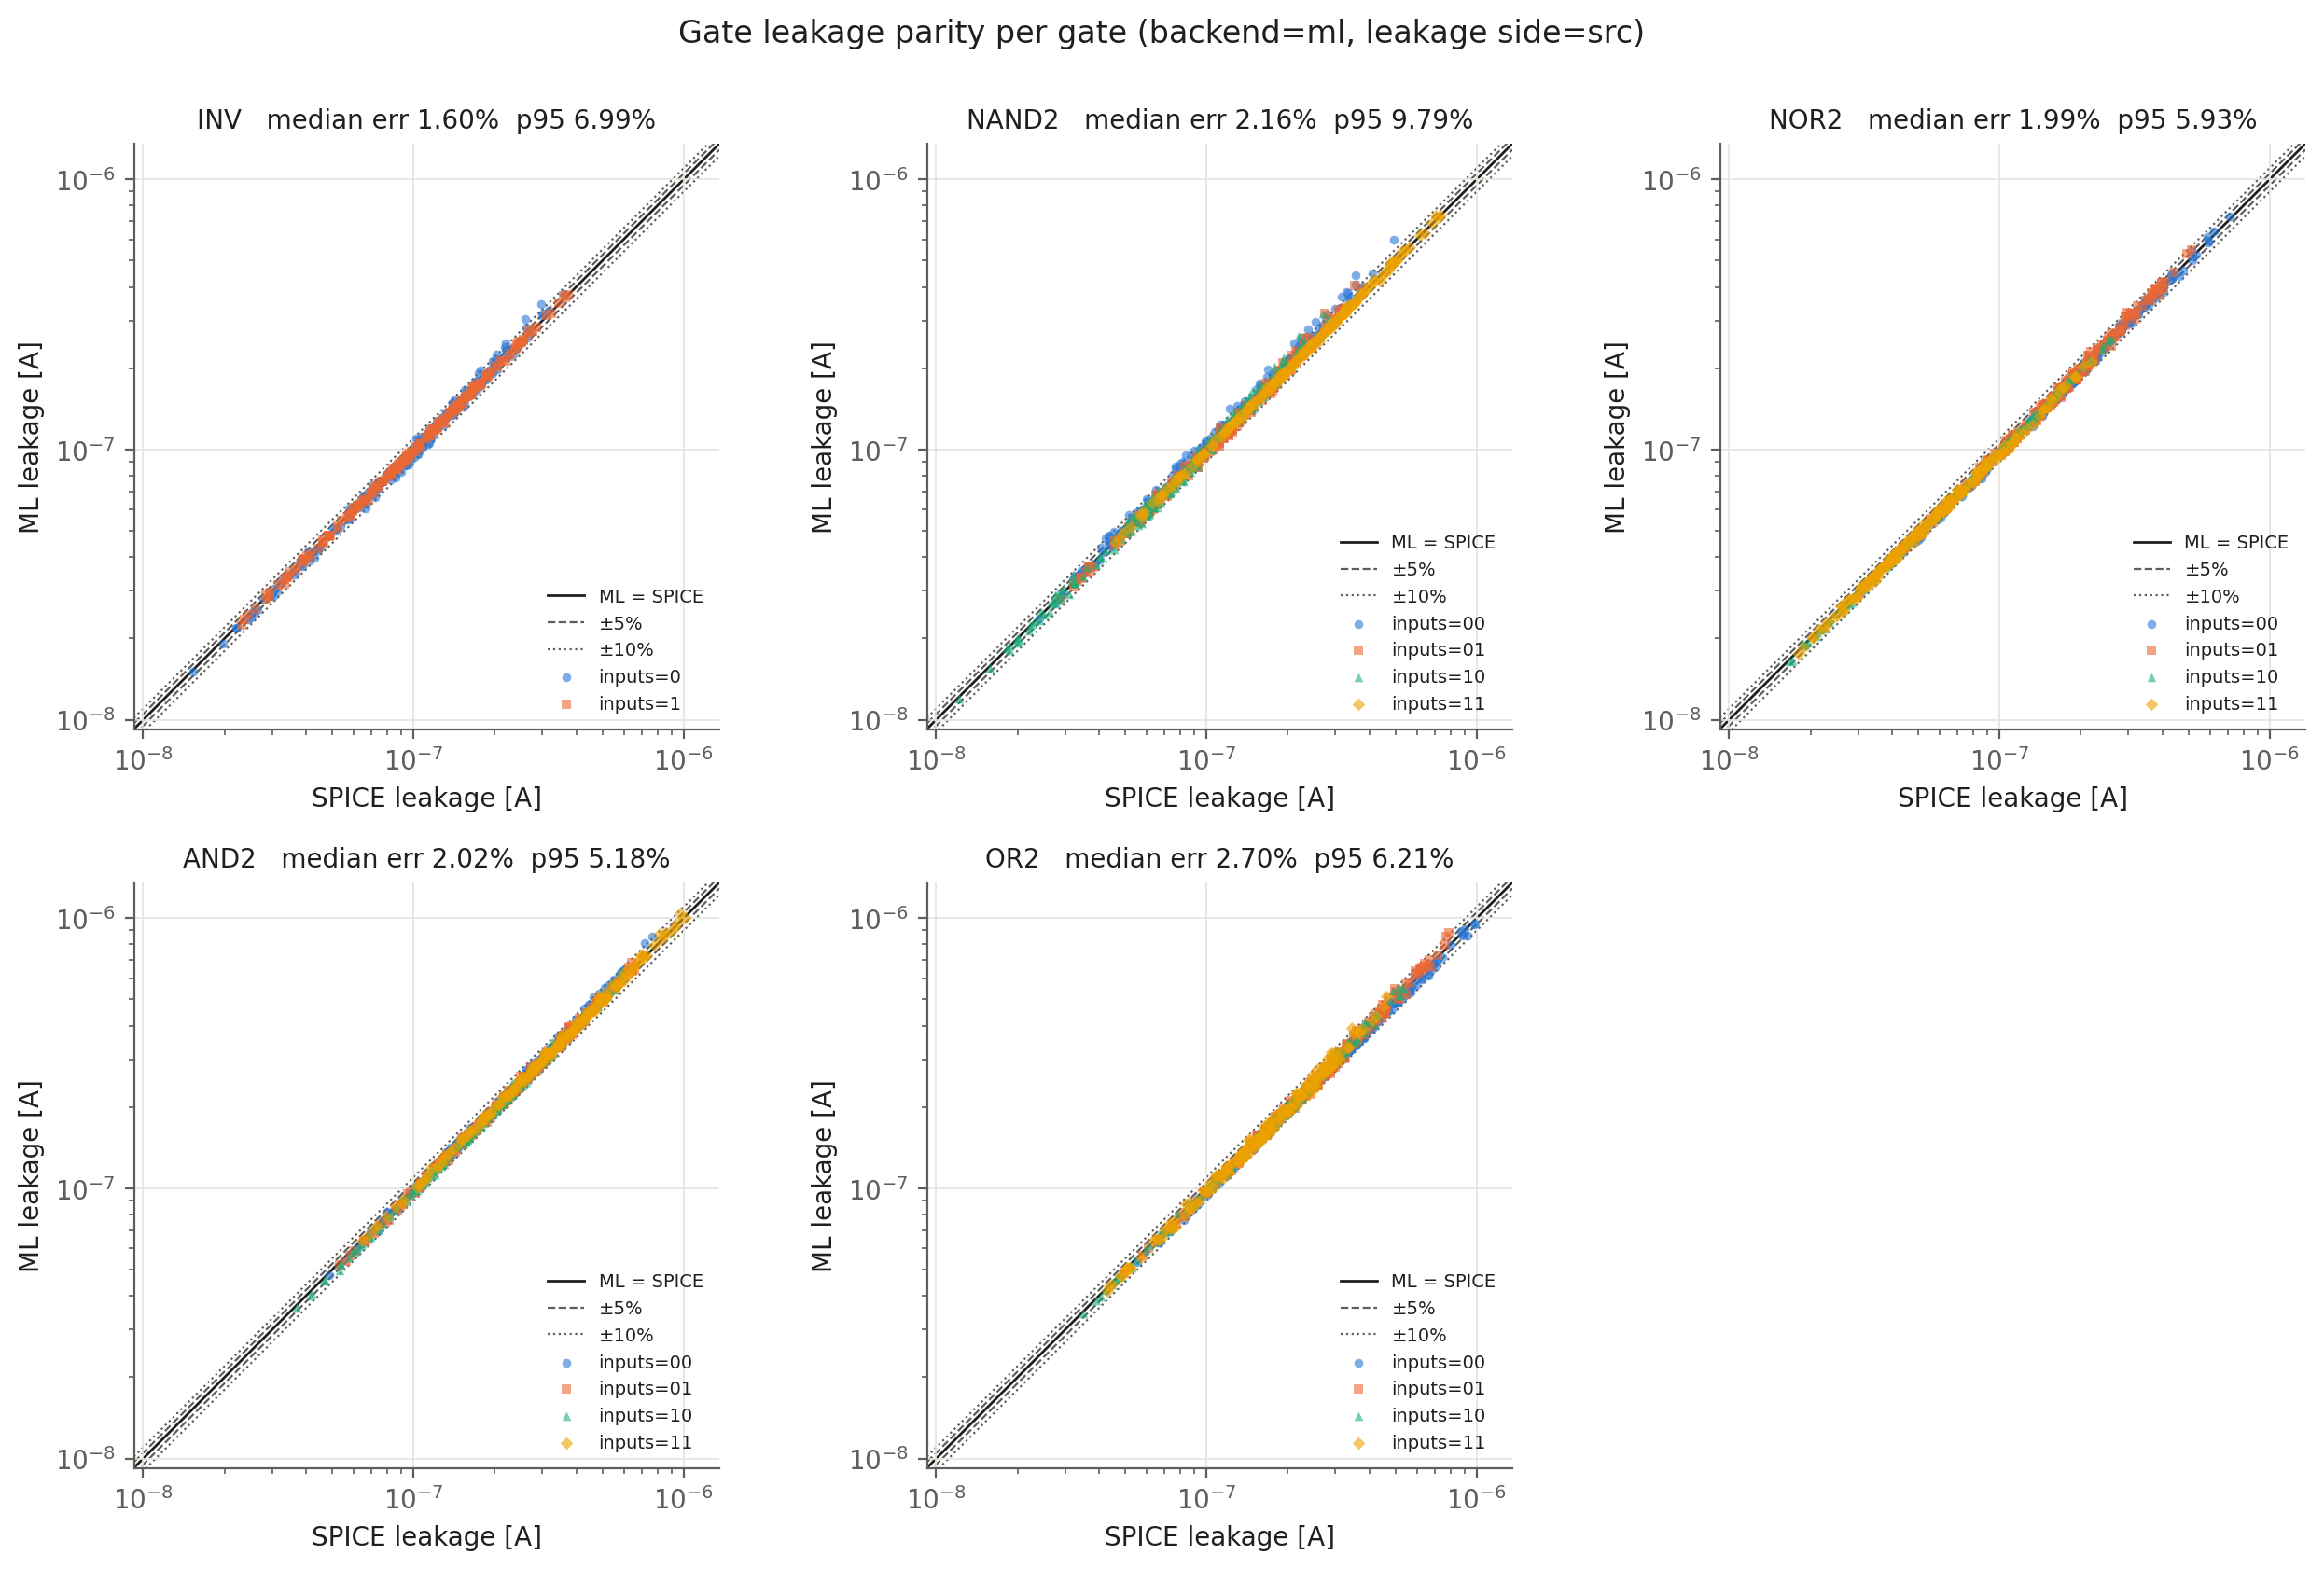 Gate leakage parity per gate (backend=ml, leakage side=src)
INV   median err 1.60%  p95 6.99%
ML leakage [A]
10⁻⁶
10⁻⁷
10⁻⁸
ML = SPICE
±5%
±10%
inputs=0
inputs=1
10⁻⁸ 10⁻⁷ 10⁻⁶
SPICE leakage [A]
NAND2   median err 2.16%  p95 9.79%
ML leakage [A]
10⁻⁶
10⁻⁷
10⁻⁸
ML = SPICE
±5%
±10%
inputs=00
inputs=01
inputs=10
inputs=11
10⁻⁸ 10⁻⁷ 10⁻⁶
SPICE leakage [A]
NOR2   median err 1.99%  p95 5.93%
ML leakage [A]
10⁻⁶
10⁻⁷
10⁻⁸
ML = SPICE
±5%
±10%
inputs=00
inputs=01
inputs=10
inputs=11
10⁻⁸ 10⁻⁷ 10⁻⁶
SPICE leakage [A]
AND2   median err 2.02%  p95 5.18%
ML leakage [A]
10⁻⁶
10⁻⁷
10⁻⁸
ML = SPICE
±5%
±10%
inputs=00
inputs=01
inputs=10
inputs=11
10⁻⁸ 10⁻⁷ 10⁻⁶
SPICE leakage [A]
OR2   median err 2.70%  p95 6.21%
ML leakage [A]
10⁻⁶
10⁻⁷
10⁻⁸
ML = SPICE
±5%
±10%
inputs=00
inputs=01
inputs=10
inputs=11
10⁻⁸ 10⁻⁷ 10⁻⁶
SPICE leakage [A]